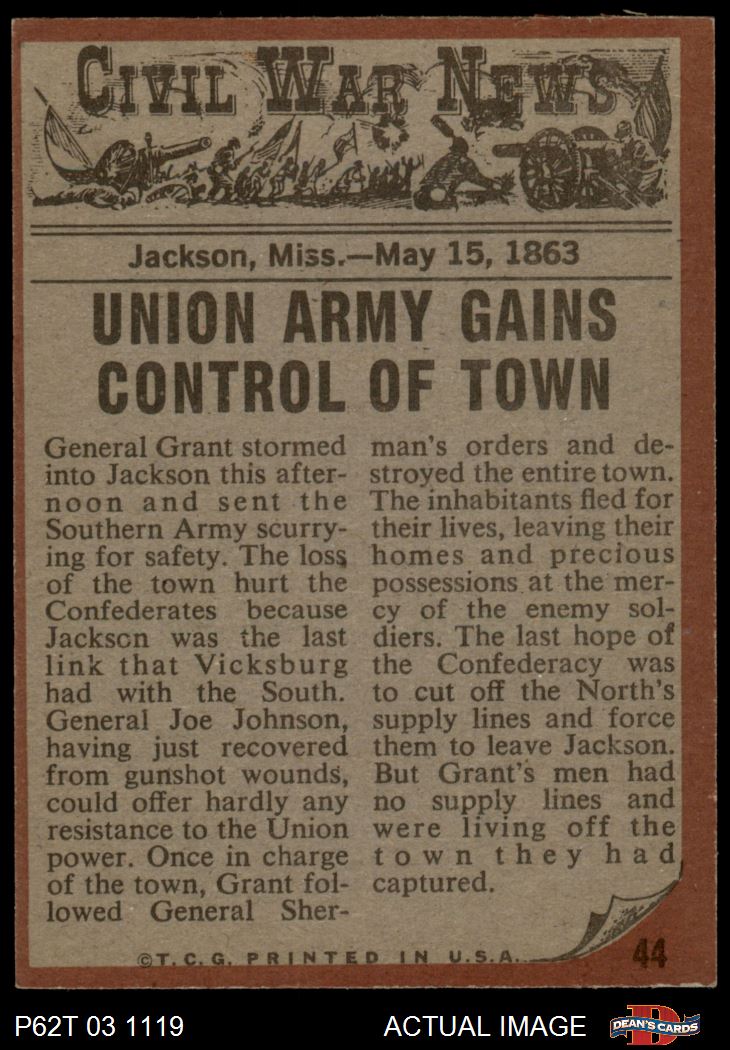 CIVIL WAR NEWS
Jackson, Miss.—May 15, 1863
UNION ARMY GAINS
CONTROL OF TOWN
General Grant stormed
into Jackson this after-
noon and sent the
Southern Army scurry-
ing for safety. The loss
of the town hurt the
Confederates because
Jackson was the last
link that Vicksburg
had with the South.
General Joe Johnson,
having just recovered
from gunshot wounds,
could offer hardly any
resistance to the Union
power. Once in charge
of the town, Grant fol-
lowed General Sher-
man's orders and de-
stroyed the entire town.
The inhabitants fled for
their lives, leaving their
homes and precious
possessions at the mer-
cy of the enemy sol-
diers. The last hope of
the Confederacy was
to cut off the North's
supply lines and force
them to leave Jackson.
But Grant's men had
no supply lines and
were living off the
town they had
captured.
©T.C.G. PRINTED IN U.S.A.
44
P62T 03 1119
ACTUAL IMAGE
D
DEAN'S CARDS